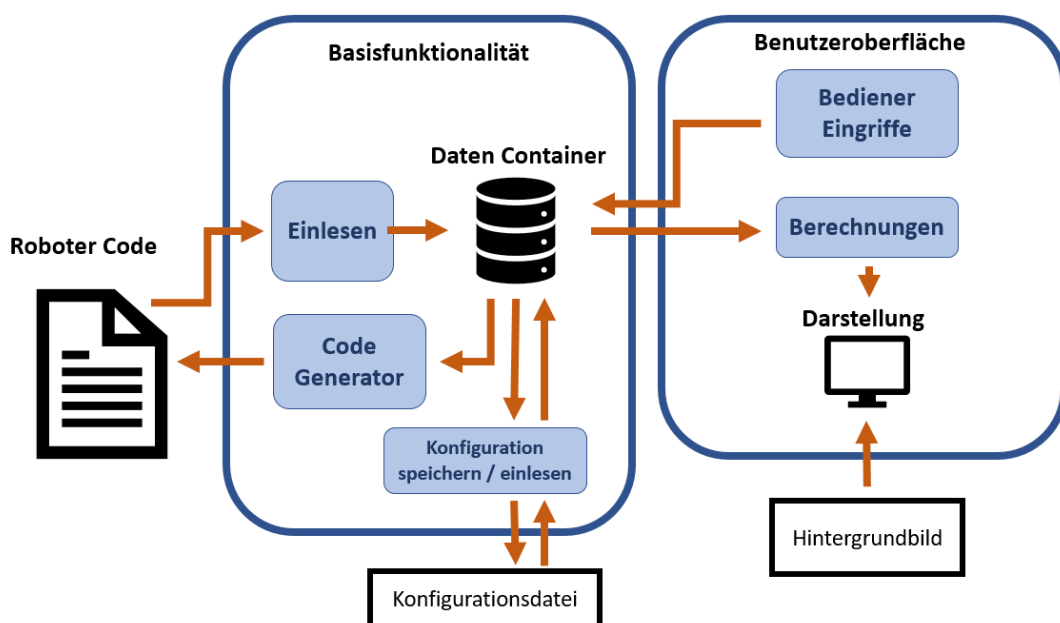 Basisfunktionalität
Benutzeroberfläche
Bediener
Eingriffe
Daten Container
Einlesen
Berechnungen
Roboter Code
Darstellung
Code
Generator
Konfiguration
speichern / einlesen
Hintergrundbild
Konfigurationsdatei